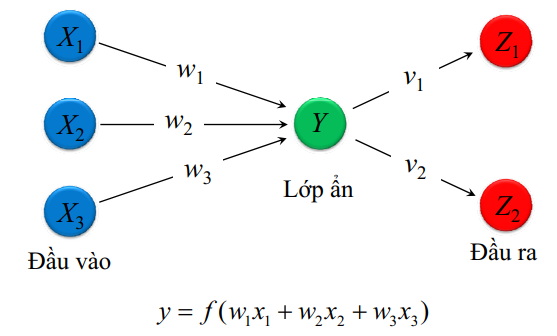 X₁
w₁
Z₁
v₁
X₂
w₂
Y
w₃
v₂
Lớp ẩn
X₃
Z₂
Đầu vào
Đầu ra
y = f(w₁x₁ + w₂x₂ + w₃x₃)